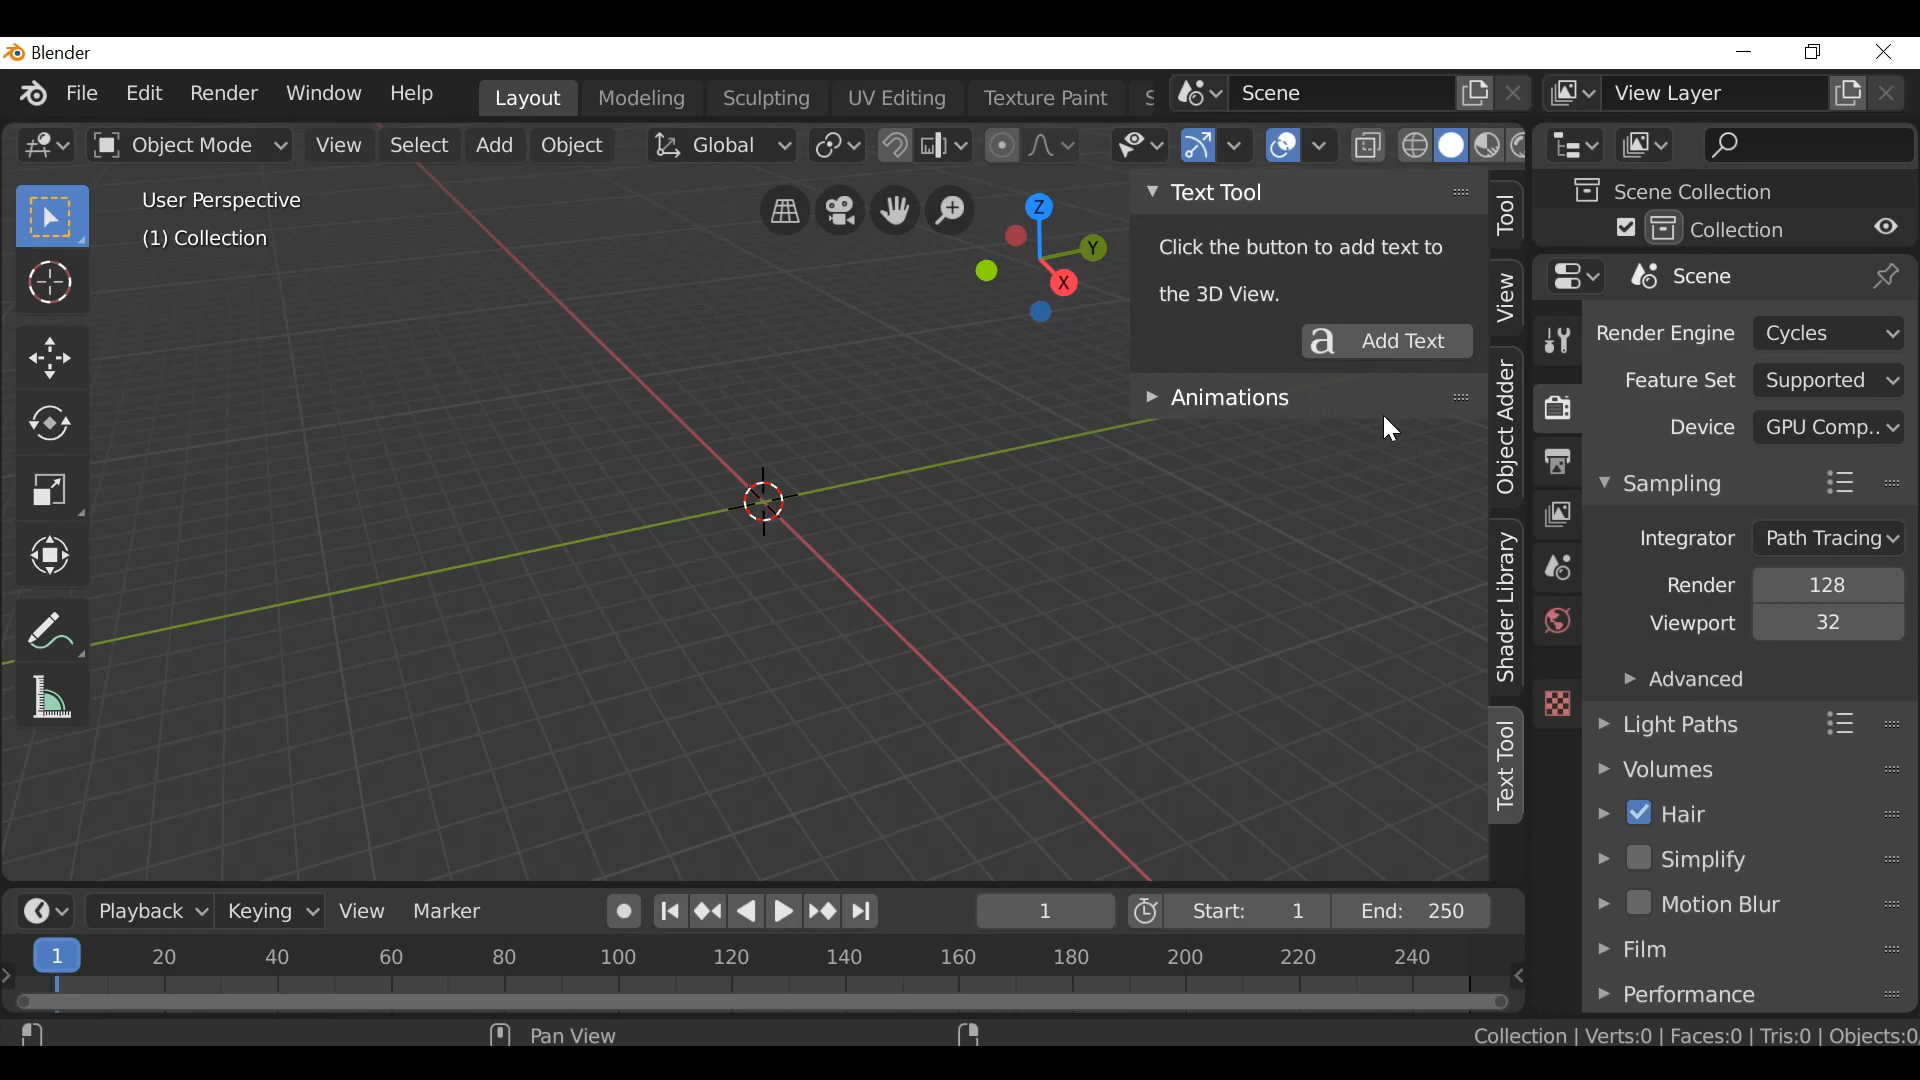 Blender
File Edit Render Window Help Layout Modeling Sculpting UV Editing Texture Paint S Scene View Layer
Object Mode View Select Add Object Global
User Perspective
(1) Collection
Z
Y
X
Text Tool
Click the button to add text to
the 3D View.
a Add Text
Animations
Tool
View
Object Adder
Shader Library
Text Tool
Scene Collection
Collection
Scene
Render Engine Cycles
Feature Set Supported
Device GPU Comp..
Sampling
Integrator Path Tracing
Render 128
Viewport 32
Advanced
Light Paths
Volumes
Hair
Simplify
Motion Blur
Film
Performance
Playback Keying View Marker 1 Start: 1 End: 250
1 20 40 60 80 100 120 140 160 180 200 220 240
Pan View Collection | Verts:0 | Faces:0 | Tris:0 | Objects:0